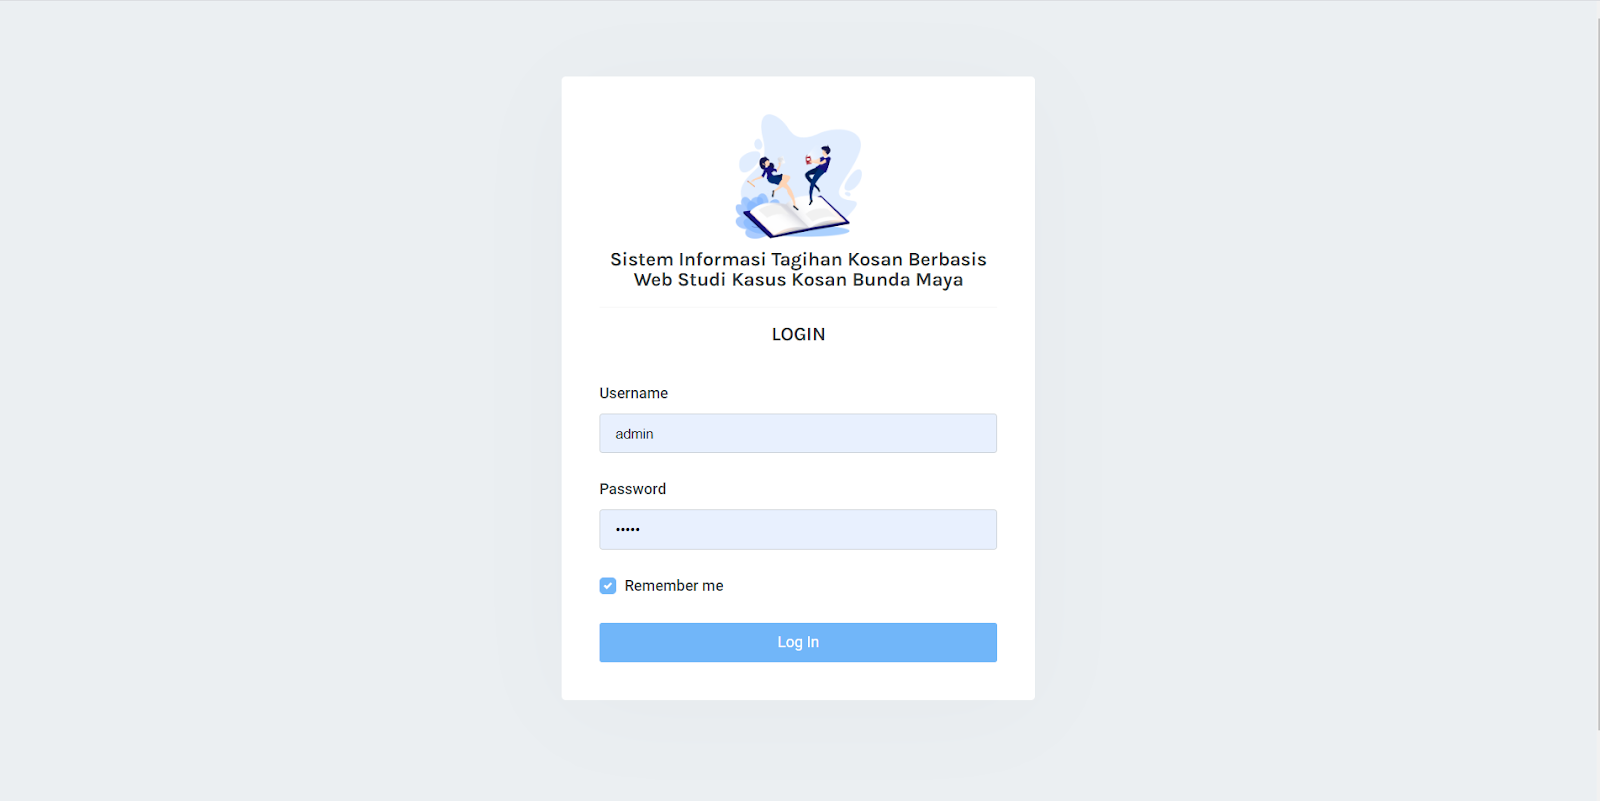 Sistem Informasi Tagihan Kosan Berbasis
Web Studi Kasus Kosan Bunda Maya
LOGIN
Username
admin
Password
•••••
Remember me
Log In